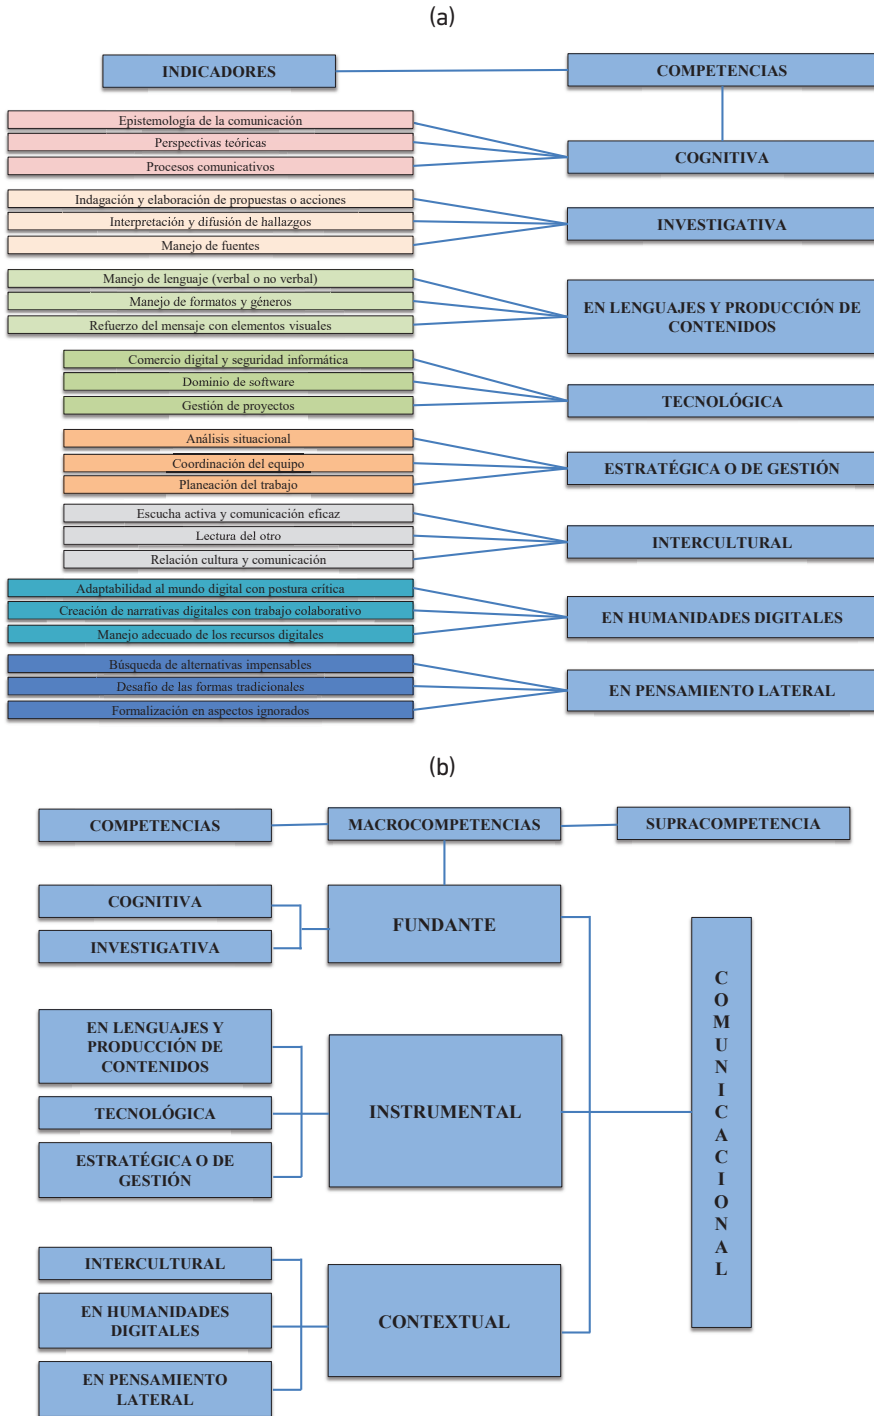 (a)
INDICADORES
COMPETENCIAS
Epistemología de la comunicación
Perspectivas teóricas
Procesos comunicativos
COGNITIVA
Indagación y elaboración de propuestas o acciones
Interpretación y difusión de hallazgos
Manejo de fuentes
INVESTIGATIVA
Manejo de lenguaje (verbal o no verbal)
Manejo de formatos y géneros
Refuerzo del mensaje con elementos visuales
EN LENGUAJES Y PRODUCCIÓN DE
CONTENIDOS
Comercio digital y seguridad informática
Dominio de software
Gestión de proyectos
TECNOLÓGICA
Análisis situacional
Coordinación del equipo
Planeación del trabajo
ESTRATÉGICA O DE GESTIÓN
Escucha activa y comunicación eficaz
Lectura del otro
Relación cultura y comunicación
INTERCULTURAL
Adaptabilidad al mundo digital con postura crítica
Creación de narrativas digitales con trabajo colaborativo
Manejo adecuado de los recursos digitales
EN HUMANIDADES DIGITALES
Búsqueda de alternativas impensables
Desafío de las formas tradicionales
Formalización en aspectos ignorados
EN PENSAMIENTO LATERAL
(b)
COMPETENCIAS
MACROCOMPETENCIAS
SUPRACOMPETENCIA
COGNITIVA
INVESTIGATIVA
FUNDANTE
EN LENGUAJES Y
PRODUCCIÓN DE
CONTENIDOS
TECNOLÓGICA
ESTRATÉGICA O DE
GESTIÓN
INSTRUMENTAL
INTERCULTURAL
EN HUMANIDADES
DIGITALES
EN PENSAMIENTO
LATERAL
CONTEXTUAL
COMUNICACIONAL